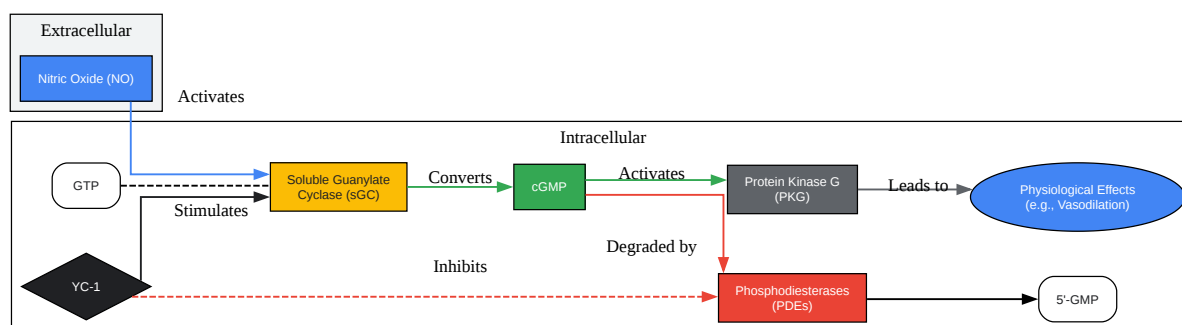 Extracellular
Nitric Oxide (NO)
Activates
Intracellular
GTP
Soluble Guanylate
Cyclase (sGC)
Converts
cGMP
Activates
Protein Kinase G
(PKG)
Leads to
Physiological Effects
(e.g., Vasodilation)
Stimulates
Degraded by
YC-1
Inhibits
Phosphodiesterases
(PDEs)
5'-GMP